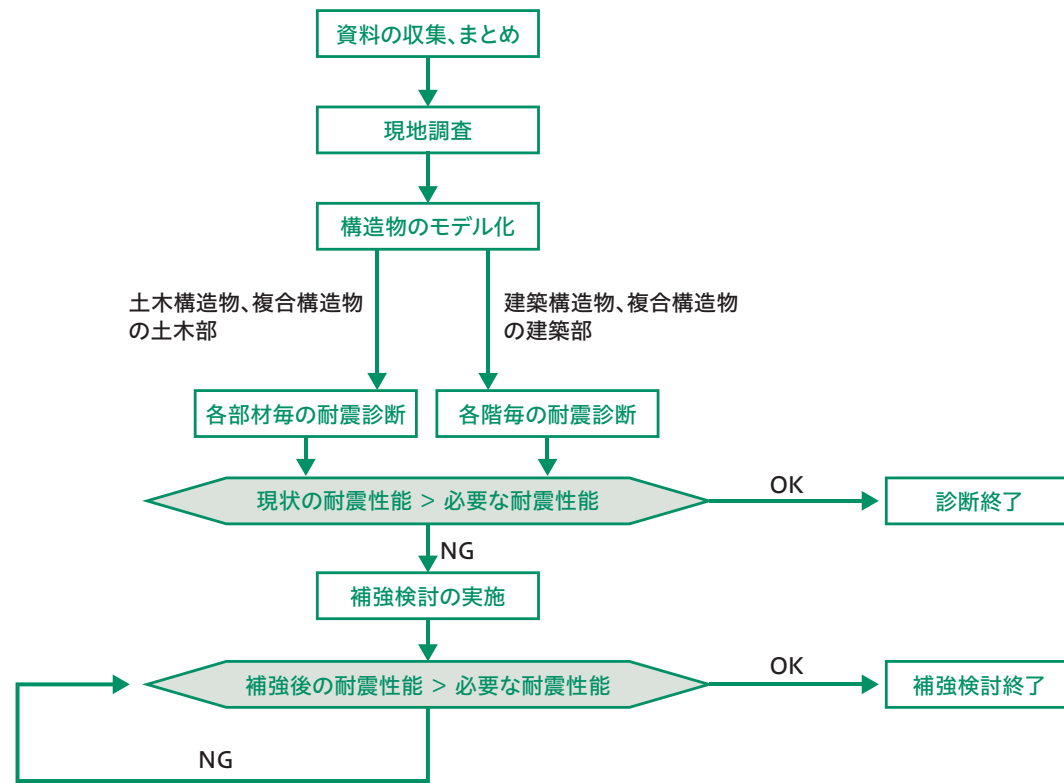 資料の収集、まとめ
現地調査
構造物のモデル化
土木構造物、複合構造物
の土木部
建築構造物、複合構造物
の建築部
各部材毎の耐震診断
各階毎の耐震診断
現状の耐震性能 > 必要な耐震性能
OK
診断終了
NG
補強検討の実施
補強後の耐震性能 > 必要な耐震性能
OK
補強検討終了
NG